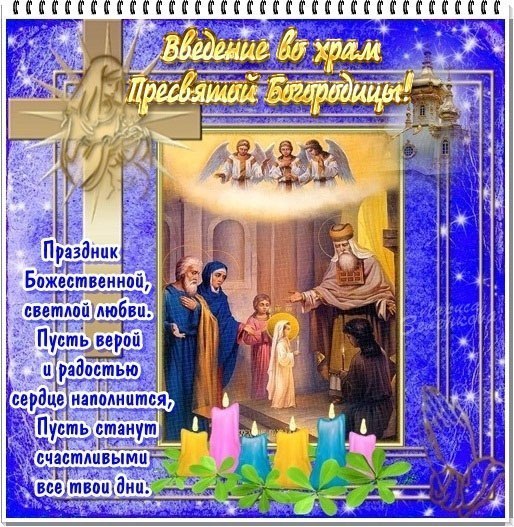 Введение во храм
Пресвятой Богородицы!
Праздник
Божественной,
светлой любви.
Пусть верой
и радостью
сердце наполнится,
Пусть станут
счастливыми
все твои дни.